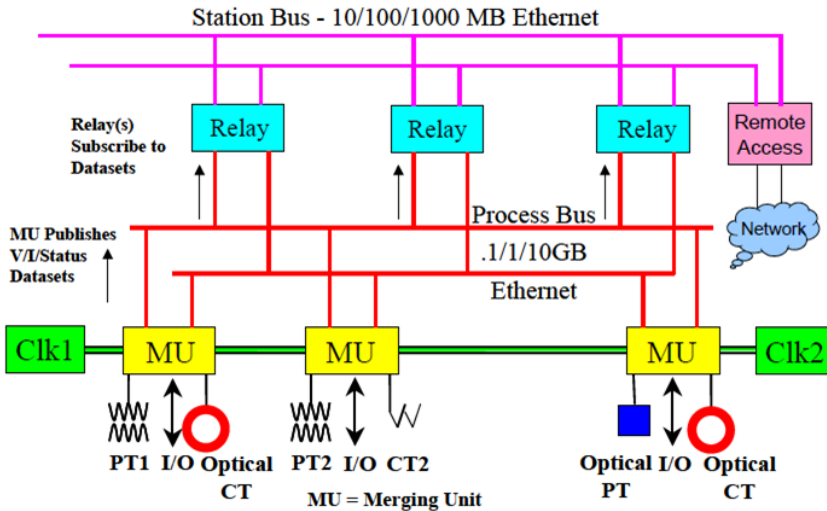 Station Bus - 10/100/1000 MB Ethernet
Relay(s)
Subscribe to
Datasets
Relay
Relay
Relay
Remote
Access
Network
MU Publishes
V/I/Status
Datasets
Process Bus
.1/1/10GB
Ethernet
Clk1
MU
MU
MU
Clk2
PT1
I/O
Optical
CT
PT2
I/O
CT2
Optical
PT
I/O
Optical
CT
MU = Merging Unit